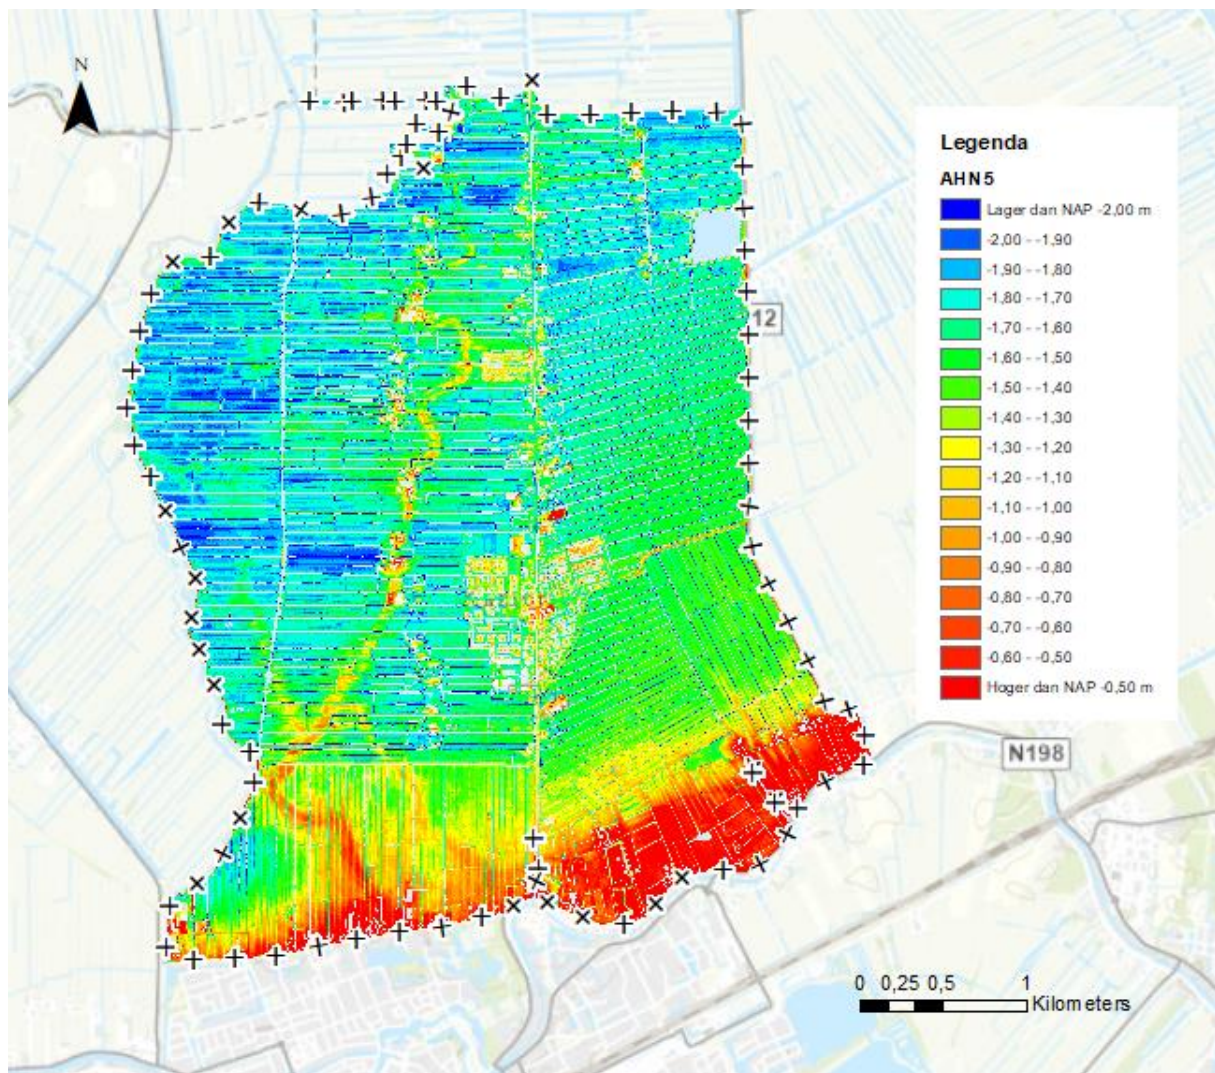 N
Legenda
AHN5
Lager dan NAP -2,00 m
-2,00 - -1,90
-1,90 - -1,80
-1,80 - -1,70
-1,70 - -1,60
-1,60 - -1,50
-1,50 - -1,40
-1,40 - -1,30
-1,30 - -1,20
-1,20 - -1,10
-1,10 - -1,00
-1,00 - -0,90
-0,90 - -0,80
-0,80 - -0,70
-0,70 - -0,60
-0,60 - -0,50
Hoger dan NAP -0,50 m
12
N198
0 0,25 0,5 1
Kilometers